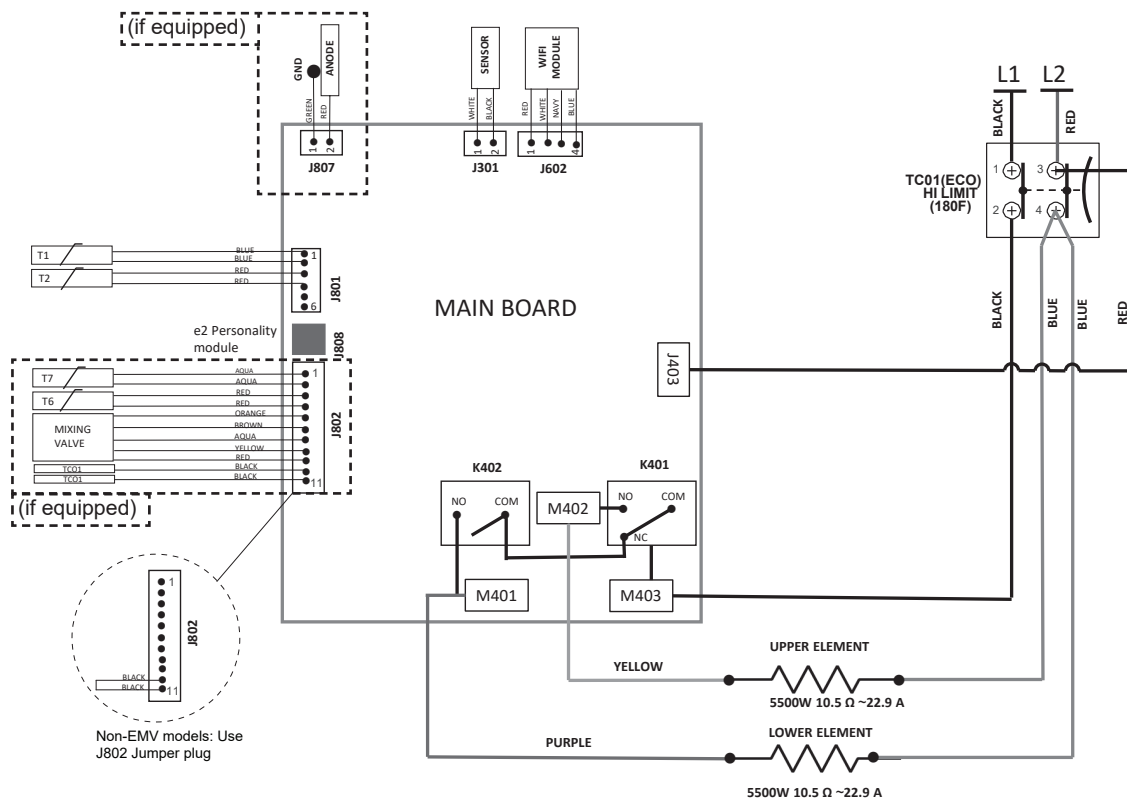 (if equipped)
GND
ANODE
GREEN
RED
1
2
J807
SENSOR
WHITE
BLACK
1
2
J301
WIFI
MODULE
RED
WHITE
NAVY
BLUE
1
4
J602
L1
L2
BLACK
RED
1
3
TC01(ECO)
HI LIMIT
(180F)
2
4
T1
BLUE
BLUE
T2
RED
RED
1
6
J801
MAIN BOARD
e2 Personality
module
J808
BLACK
BLUE
BLUE
RED
J403
T7
AQUA
AQUA
T6
RED
RED
MIXING
VALVE
ORANGE
BROWN
AQUA
YELLOW
RED
TCO1
BLACK
TCO1
BLACK
1
11
J802
(if equipped)
K402
NO
COM
M402
K401
NO
COM
NC
M401
M403
1
J802
BLACK
BLACK
11
Non-EMV models: Use
J802 Jumper plug
YELLOW
UPPER ELEMENT
5500W 10.5 Ω ~22.9 A
PURPLE
LOWER ELEMENT
5500W 10.5 Ω ~22.9 A